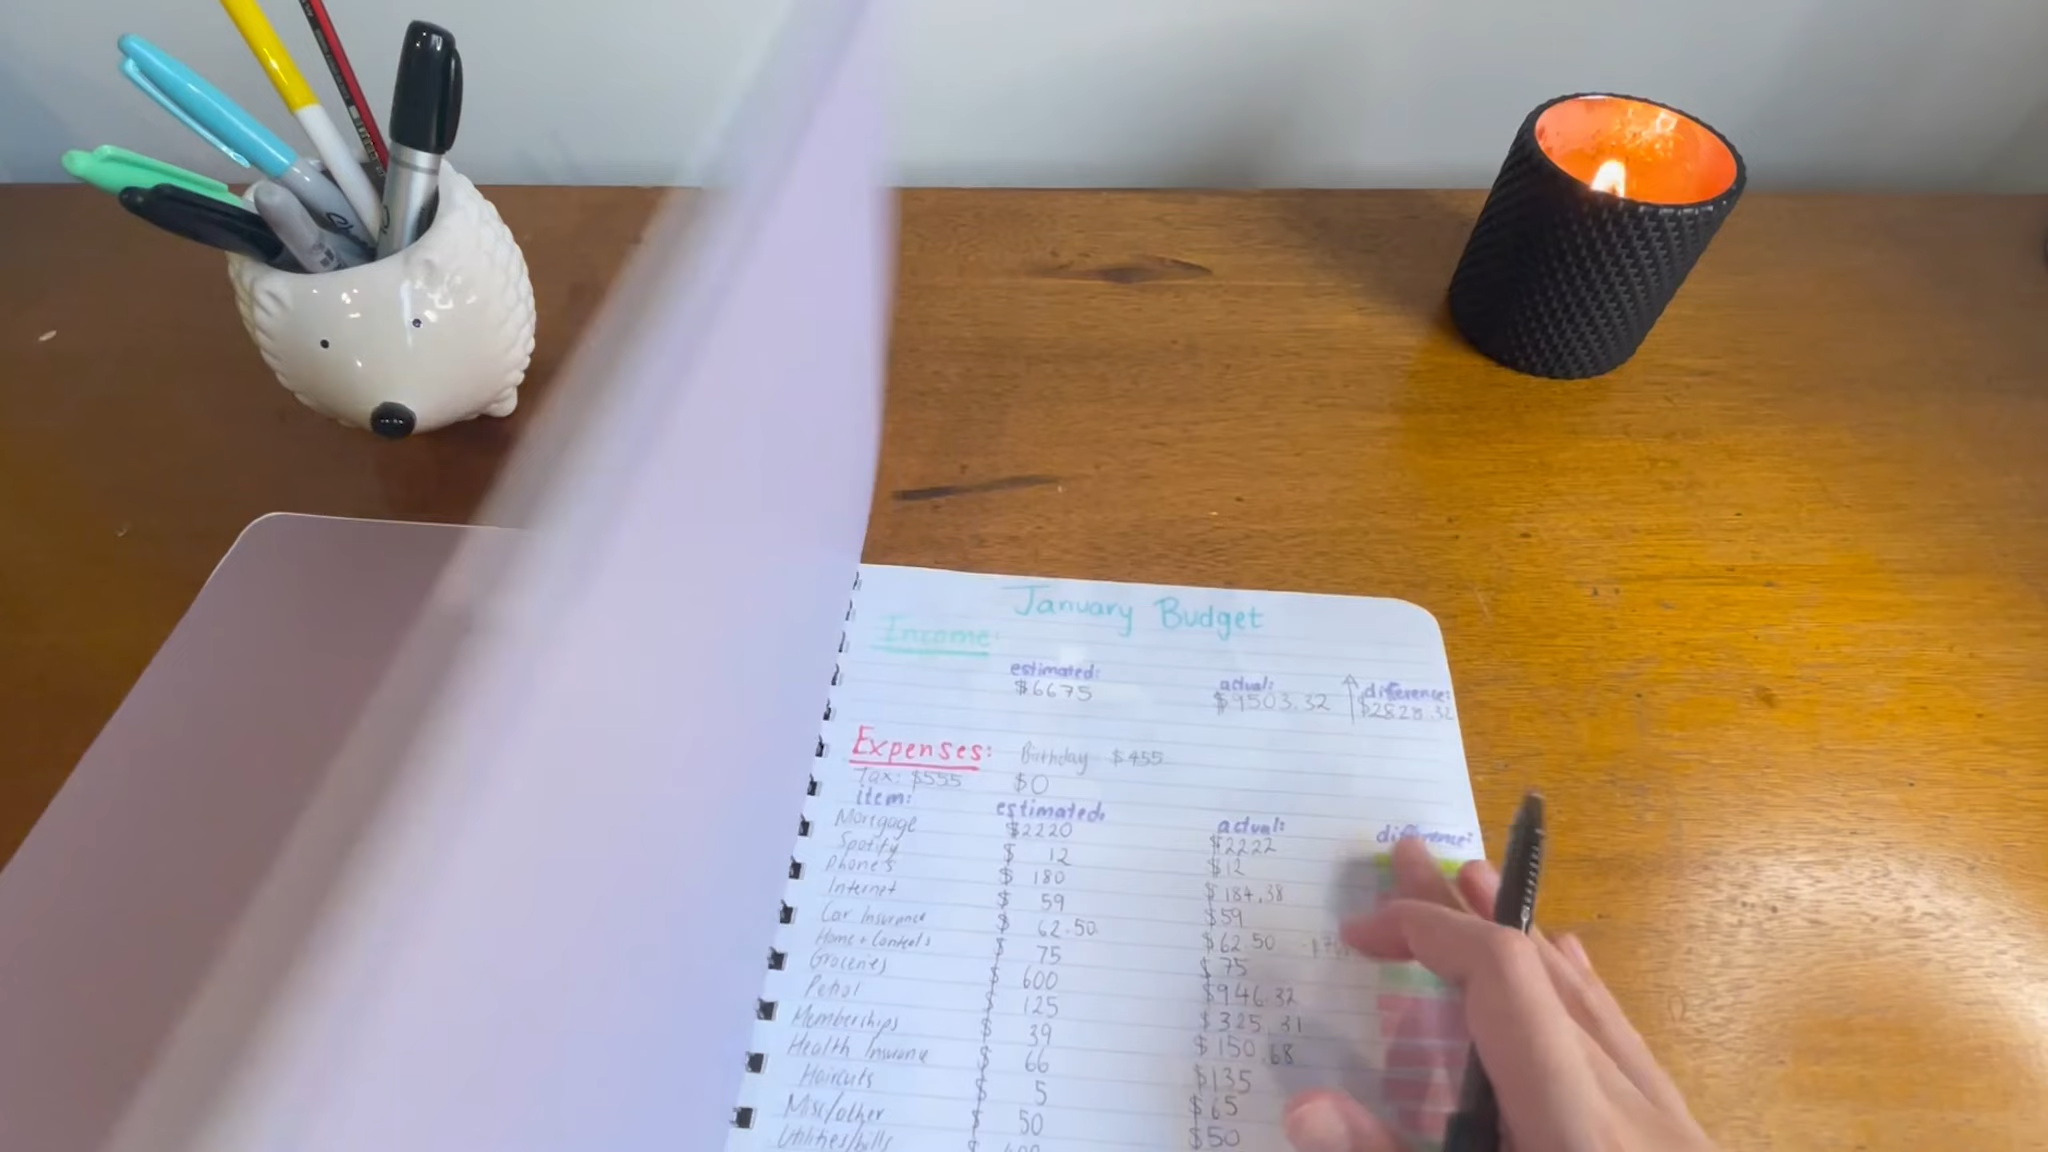 January Budget
Income:
estimated: actual: difference:
$6675 $9503.32 $2828.32
Expenses: Birthday $455
Tax: $555 $0
item: estimated: actual: difference:
Mortgage $2220 $2222
Spotify $ 12 $12
Phone's $ 180 $184.38
Internet $ 59 $59
Car Insurance $ 62.50 $62.50
Home + Contents $ 75 $75
Groceries $ 600 $946.32
Petrol $ 125 $325.31
Memberships $ 39 $150.68
Health Insurance $ 66 $135
Haircuts $ 5 $65
Misc/other $ 50 $50
Utilities/bills $